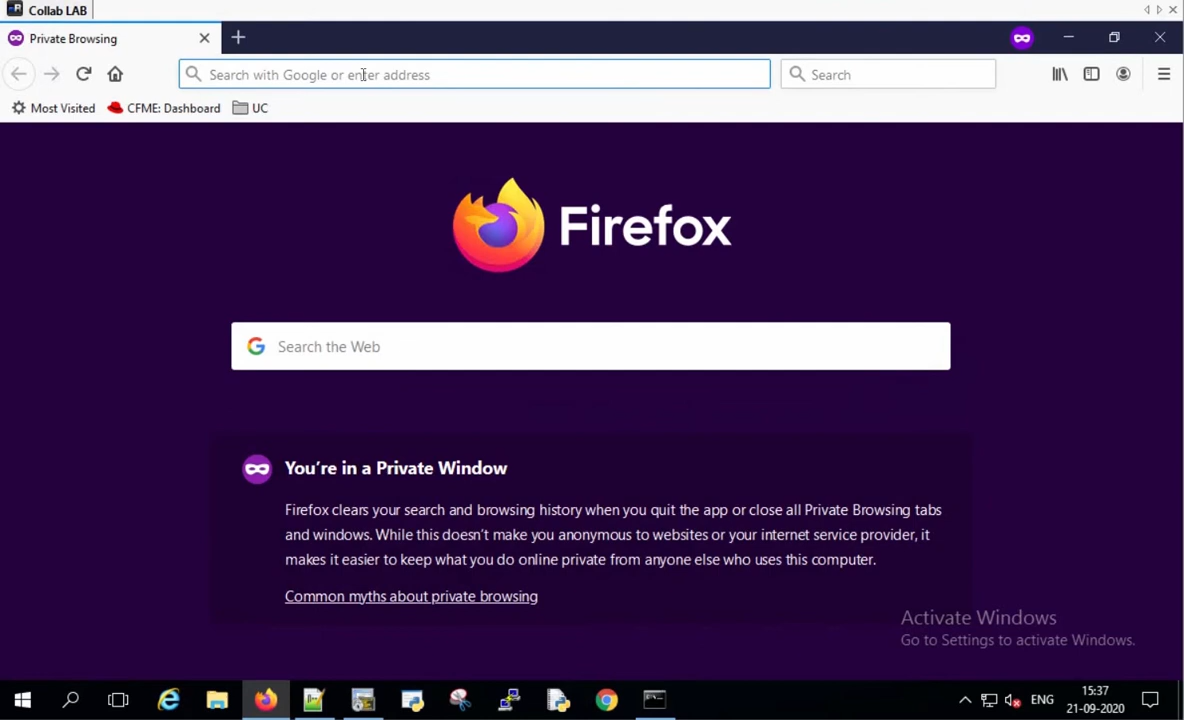 Collab LAB
Private Browsing
Search with Google or enter address
Search
Most Visited
CFME: Dashboard
UC
Firefox
Search the Web
You're in a Private Window
Firefox clears your search and browsing history when you quit the app or close all Private Browsing tabs
and windows. While this doesn't make you anonymous to websites or your internet service provider, it
makes it easier to keep what you do online private from anyone else who uses this computer.
Common myths about private browsing
Activate Windows
Go to Settings to activate Windows.
ENG
15:37
21-09-2020